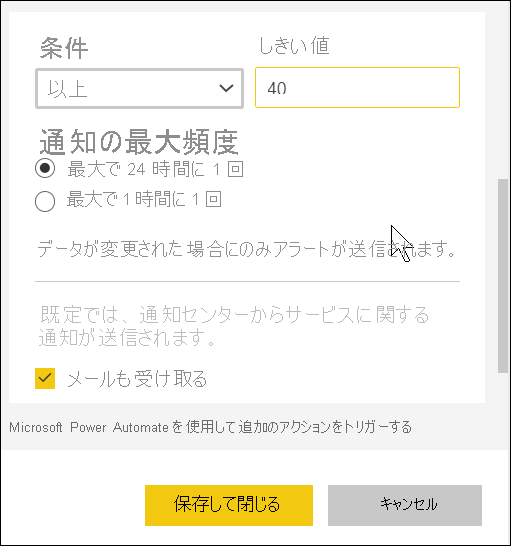 条件
しきい値
以上
40
通知の最大頻度
最大で 24 時間に 1 回
最大で 1 時間に 1 回
データが変更された場合にのみアラートが送信されます。
既定では、通知センターからサービスに関する
通知が送信されます。
メールも受け取る
Microsoft Power Automate を使用して追加のアクションをトリガーする
保存して閉じる
キャンセル